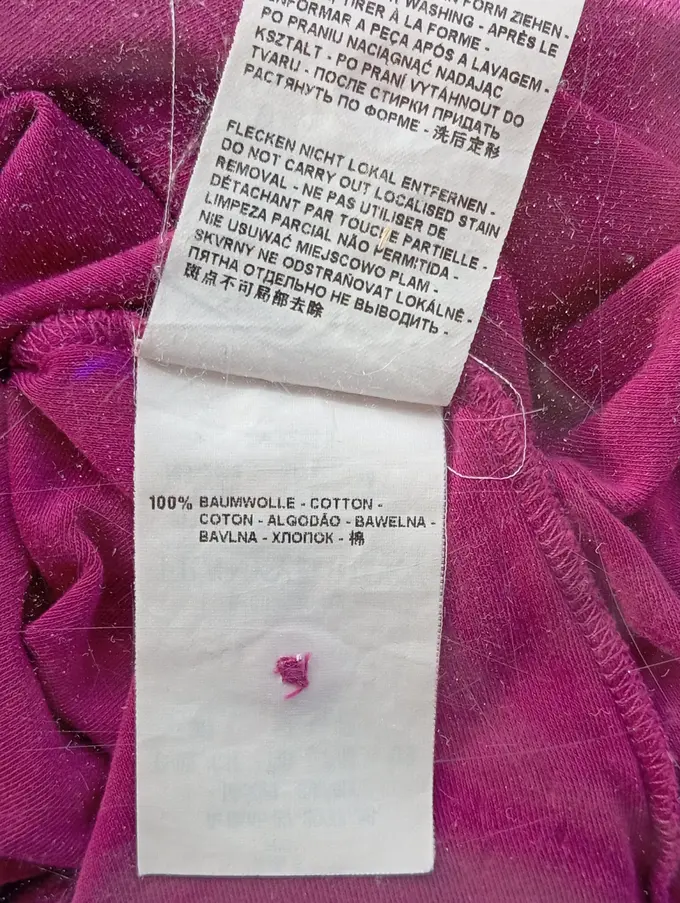 FORM ZIEHEN -
WASHING - APRÈS LE
TIRER À LA FORME -
ENFORMAR A PEÇA APÓS A LAVAGEM -
PO PRANIU NACIĄGNĄĆ NADAJĄC
KSZTAŁT - PO PRANÍ VYTÁHNOUT DO
TVARU - ПОСЛЕ СТИРКИ ПРИДАТЬ
РАСТЯНУТЬ ПО ФОРМЕ - 洗后定形
FLECKEN NICHT LOKAL ENTFERNEN -
DO NOT CARRY OUT LOCALISED STAIN
REMOVAL - NE PAS UTILISER DE
DÉTACHANT PAR TOUCHE PARTIELLE -
LIMPEZA PARCIAL NÃO PERMITIDA -
NIE USUWAĆ MIEJSCOWO PLAM -
SKVRNY NE ODSTRAŇOVAT LOKÁLNĚ -
ПЯТНА ОТДЕЛЬНО НЕ ВЫВОДИТЬ -
斑点不可局部去除
100% BAUMWOLLE - COTTON -
COTON - ALGODÃO - BAWEŁNA -
BAVLNA - ХЛОПОК - 棉